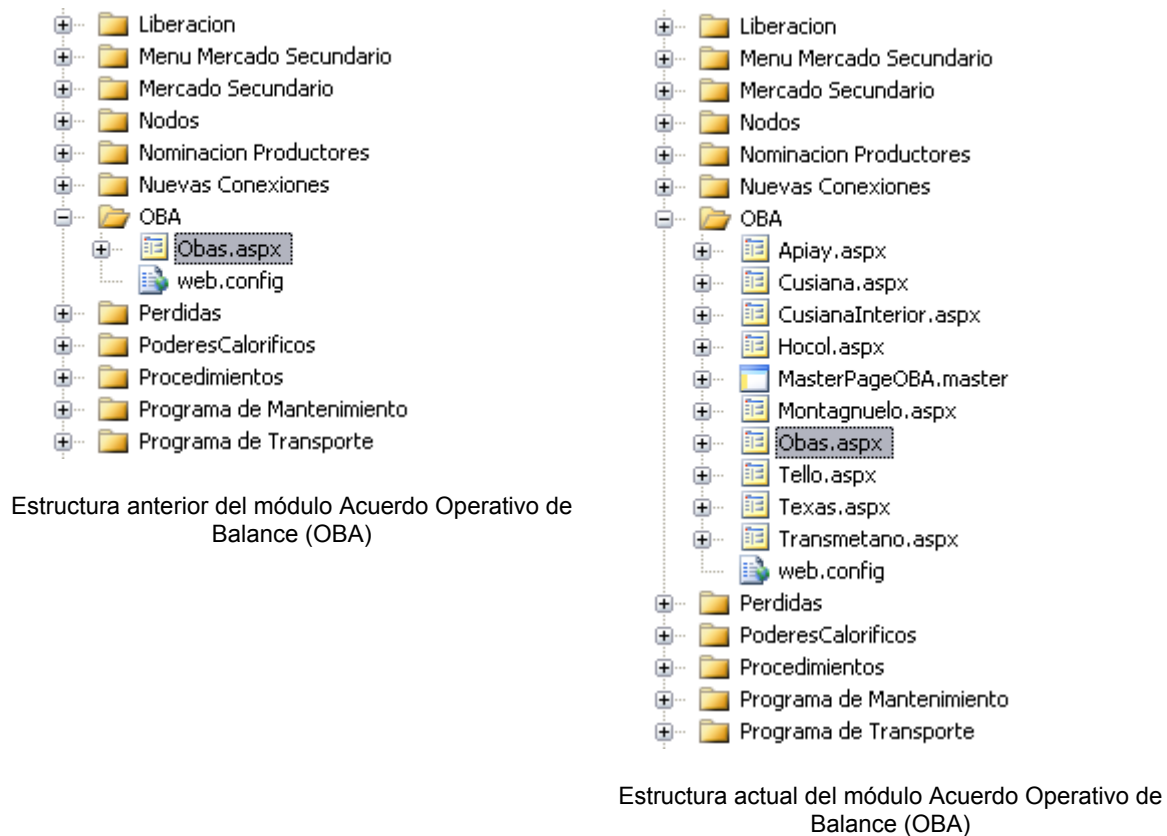 Liberacion
Menu Mercado Secundario
Mercado Secundario
Nodos
Nominacion Productores
Nuevas Conexiones
OBA
Obas.aspx
web.config
Perdidas
PoderesCalorificos
Procedimientos
Programa de Mantenimiento
Programa de Transporte
Estructura anterior del módulo Acuerdo Operativo de
Balance (OBA)
Liberacion
Menu Mercado Secundario
Mercado Secundario
Nodos
Nominacion Productores
Nuevas Conexiones
OBA
Apiay.aspx
Cusiana.aspx
CusianaInterior.aspx
Hocol.aspx
MasterPageOBA.master
Montagnuelo.aspx
Obas.aspx
Tello.aspx
Texas.aspx
Transmetano.aspx
web.config
Perdidas
PoderesCalorificos
Procedimientos
Programa de Mantenimiento
Programa de Transporte
Estructura actual del módulo Acuerdo Operativo de
Balance (OBA)